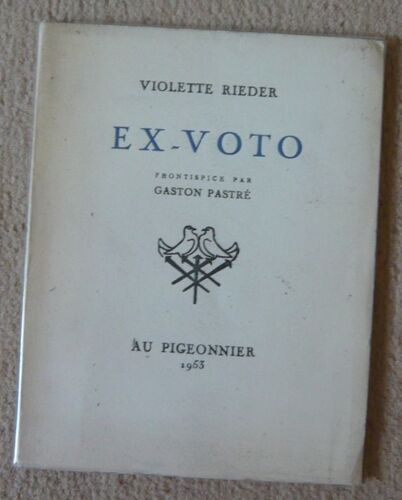 VIOLETTE RIEDER
EX-VOTO
FRONTISPICE PAR
GASTON PASTRÉ
AU PIGEONNIER
1953